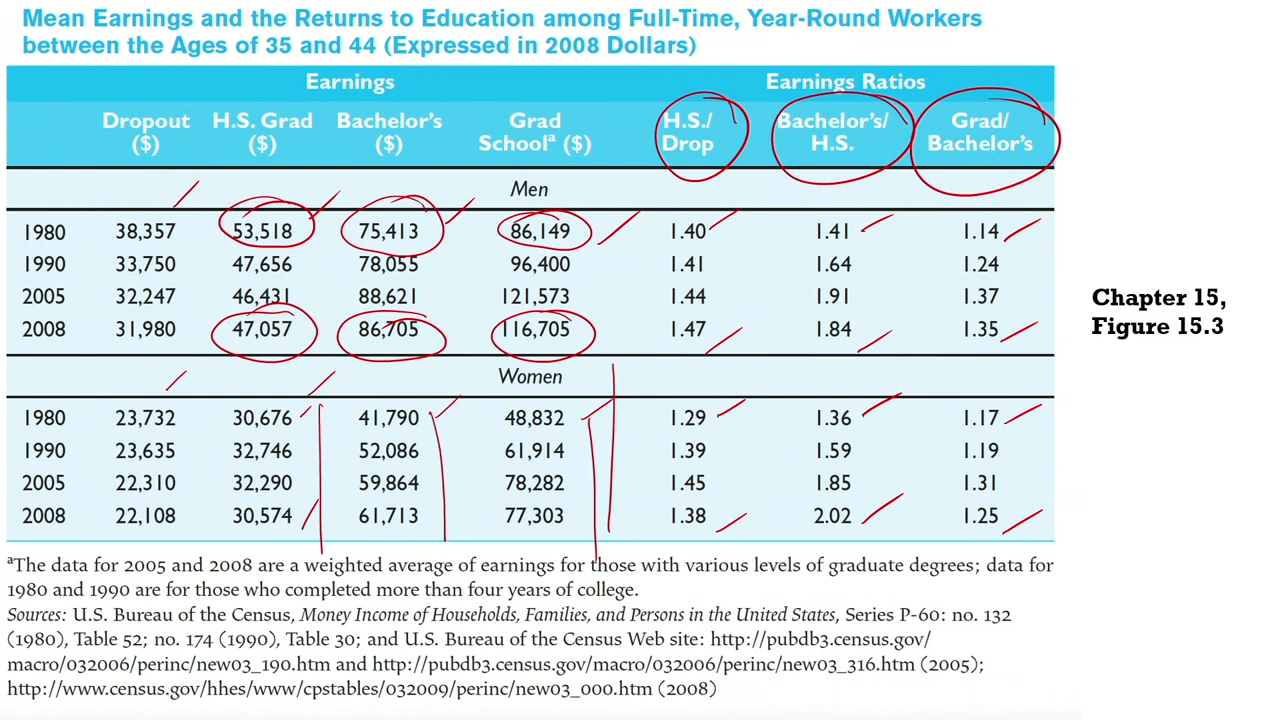 Mean Earnings and the Returns to Education among Full-Time, Year-Round Workers
between the Ages of 35 and 44 (Expressed in 2008 Dollars)
Earnings Earnings Ratios
Dropout H.S. Grad Bachelor's Grad H.S./ Bachelor's/ Grad/
($) ($) ($) Schoolᵃ ($) Drop H.S. Bachelor's
Men
1980 38,357 53,518 75,413 86,149 1.40 1.41 1.14
1990 33,750 47,656 78,055 96,400 1.41 1.64 1.24
2005 32,247 46,431 88,621 121,573 1.44 1.91 1.37
2008 31,980 47,057 86,705 116,705 1.47 1.84 1.35
Women
1980 23,732 30,676 41,790 48,832 1.29 1.36 1.17
1990 23,635 32,746 52,086 61,914 1.39 1.59 1.19
2005 22,310 32,290 59,864 78,282 1.45 1.85 1.31
2008 22,108 30,574 61,713 77,303 1.38 2.02 1.25
ᵃThe data for 2005 and 2008 are a weighted average of earnings for those with various levels of graduate degrees; data for
1980 and 1990 are for those who completed more than four years of college.
Sources: U.S. Bureau of the Census, Money Income of Households, Families, and Persons in the United States, Series P-60: no. 132
(1980), Table 52; no. 174 (1990), Table 30; and U.S. Bureau of the Census Web site: http://pubdb3.census.gov/
macro/032006/perinc/new03_190.htm and http://pubdb3.census.gov/macro/032006/perinc/new03_316.htm (2005);
http://www.census.gov/hhes/www/cpstables/032009/perinc/new03_000.htm (2008)
Chapter 15,
Figure 15.3